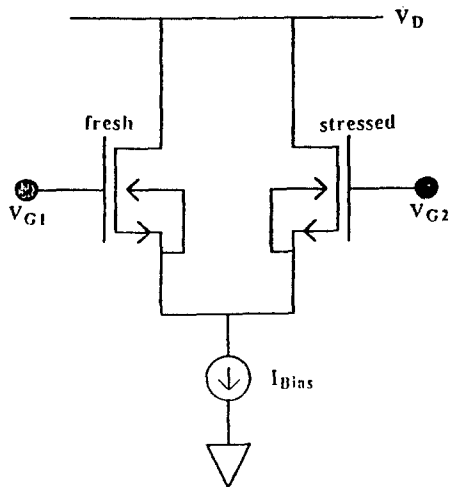 V_D
fresh
stressed
V_G1
V_G2
I_Bias